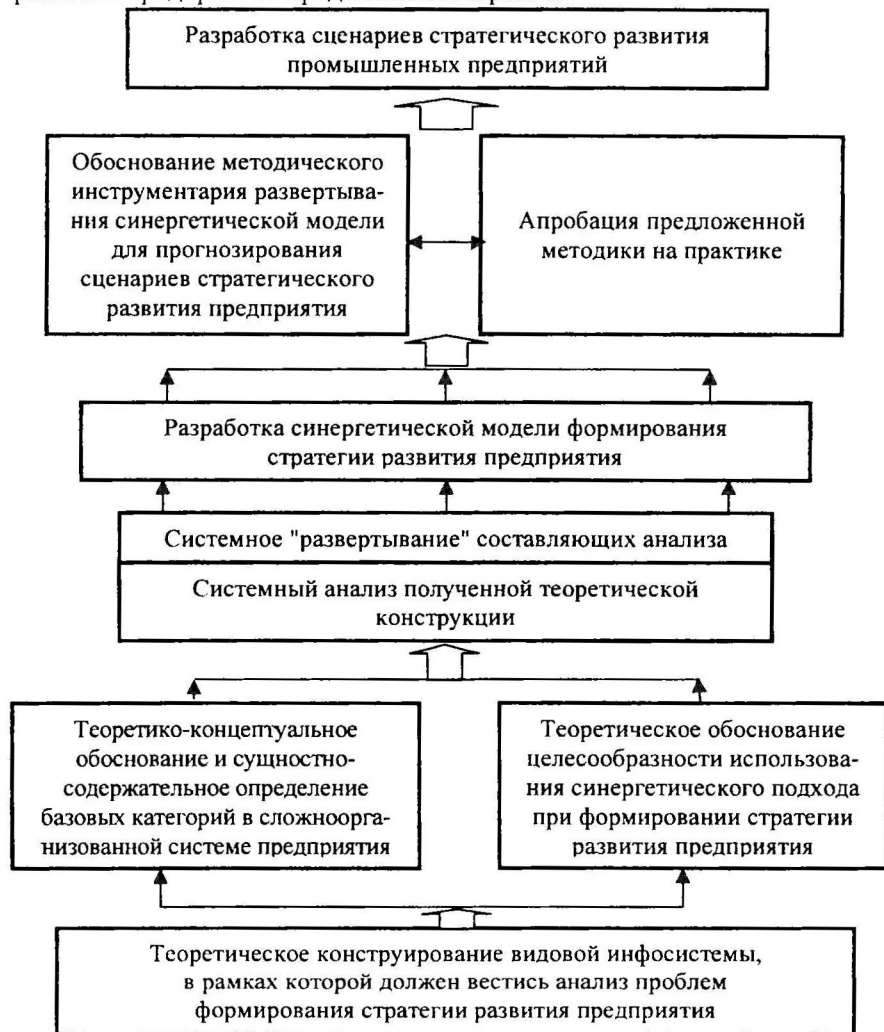 Разработка сценариев стратегического развития
промышленных предприятий
Обоснование методического
инструментария развертыва-
ния синергетической модели
для прогнозирования
сценариев стратегического
развития предприятия
Апробация предложенной
методики на практике
Разработка синергетической модели формирования
стратегии развития предприятия
Системное "развертывание" составляющих анализа
Системный анализ полученной теоретической
конструкции
Теоретико-концептуальное
обоснование и сущностно-
содержательное определение
базовых категорий в сложноорга-
низованной системе предприятия
Теоретическое обоснование
целесообразности использова-
ния синергетического подхода
при формировании стратегии
развития предприятия
Теоретическое конструирование видовой инфосистемы,
в рамках которой должен вестись анализ проблем
формирования стратегии развития предприятия